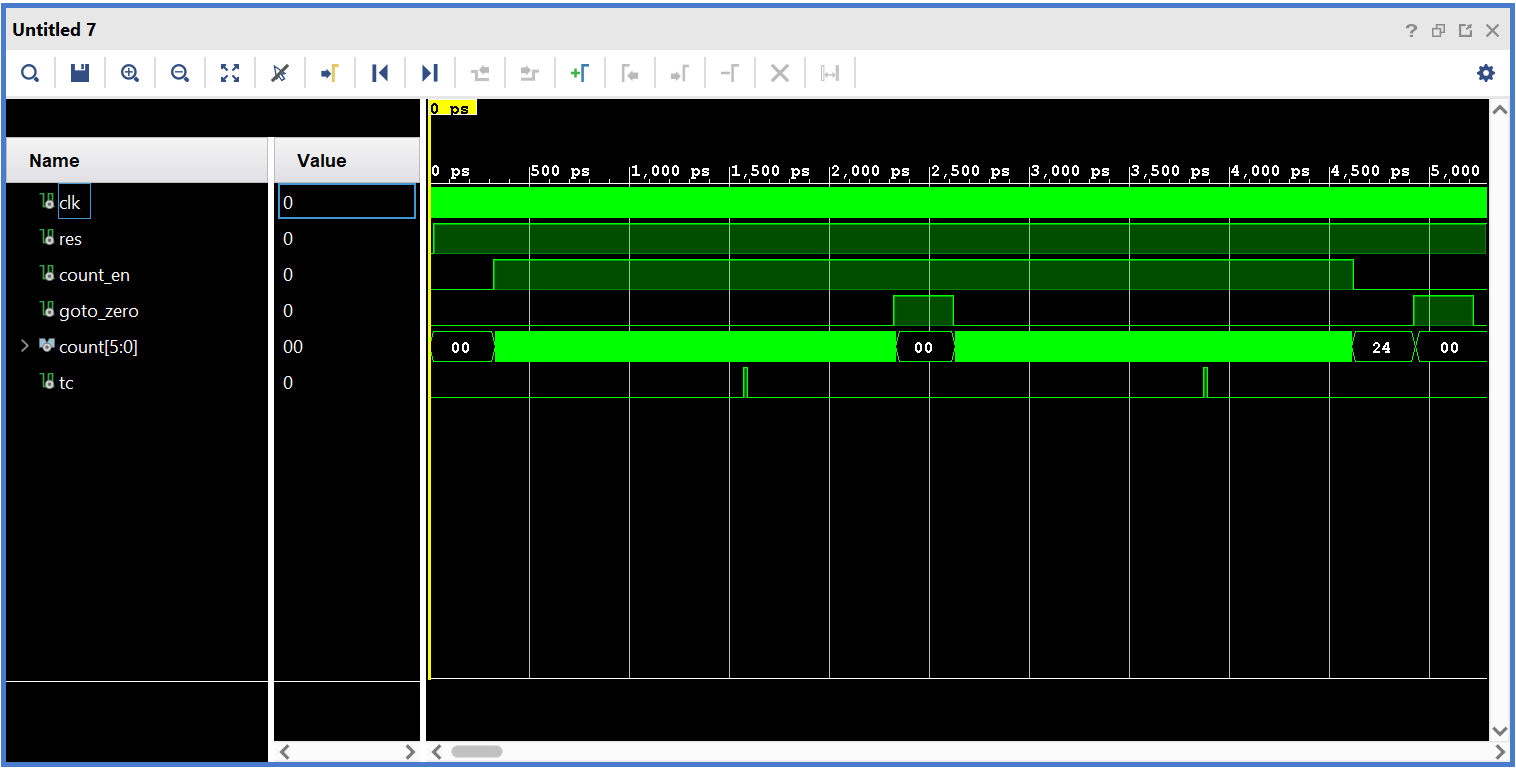 Untitled 7
0 ps
Name Value
0 ps 500 ps 1,000 ps 1,500 ps 2,000 ps 2,500 ps 3,000 ps 3,500 ps 4,000 ps 4,500 ps 5,000
clk 0
res 0
count_en 0
goto_zero 0
count[5:0] 00 00 00 24 00
tc 0